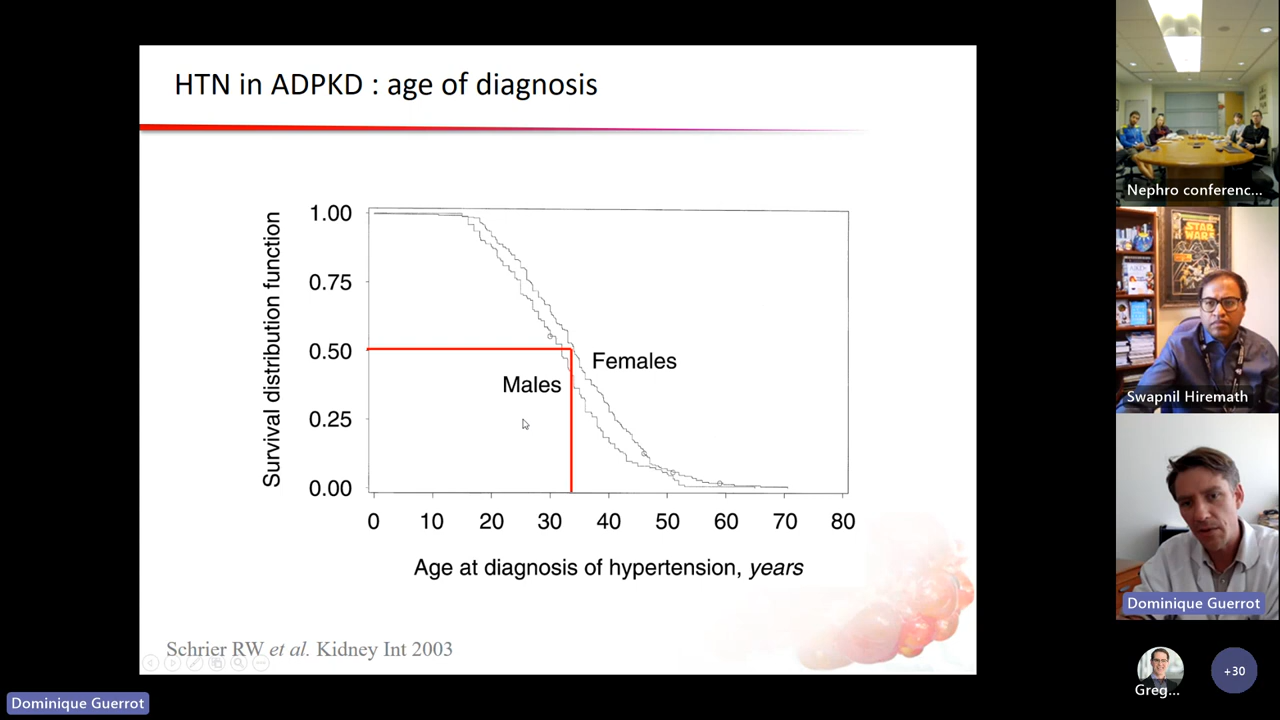 HTN in ADPKD : age of diagnosis
Survival distribution function
1.00
0.75
0.50
0.25
0.00
Females
Males
0 10 20 30 40 50 60 70 80
Age at diagnosis of hypertension, years
Schrier RW et al. Kidney Int 2003
Dominique Guerrot
Nephro conferenc...
STAR
WARS
Swapnil Hiremath
Dominique Guerrot
Greg...
+30